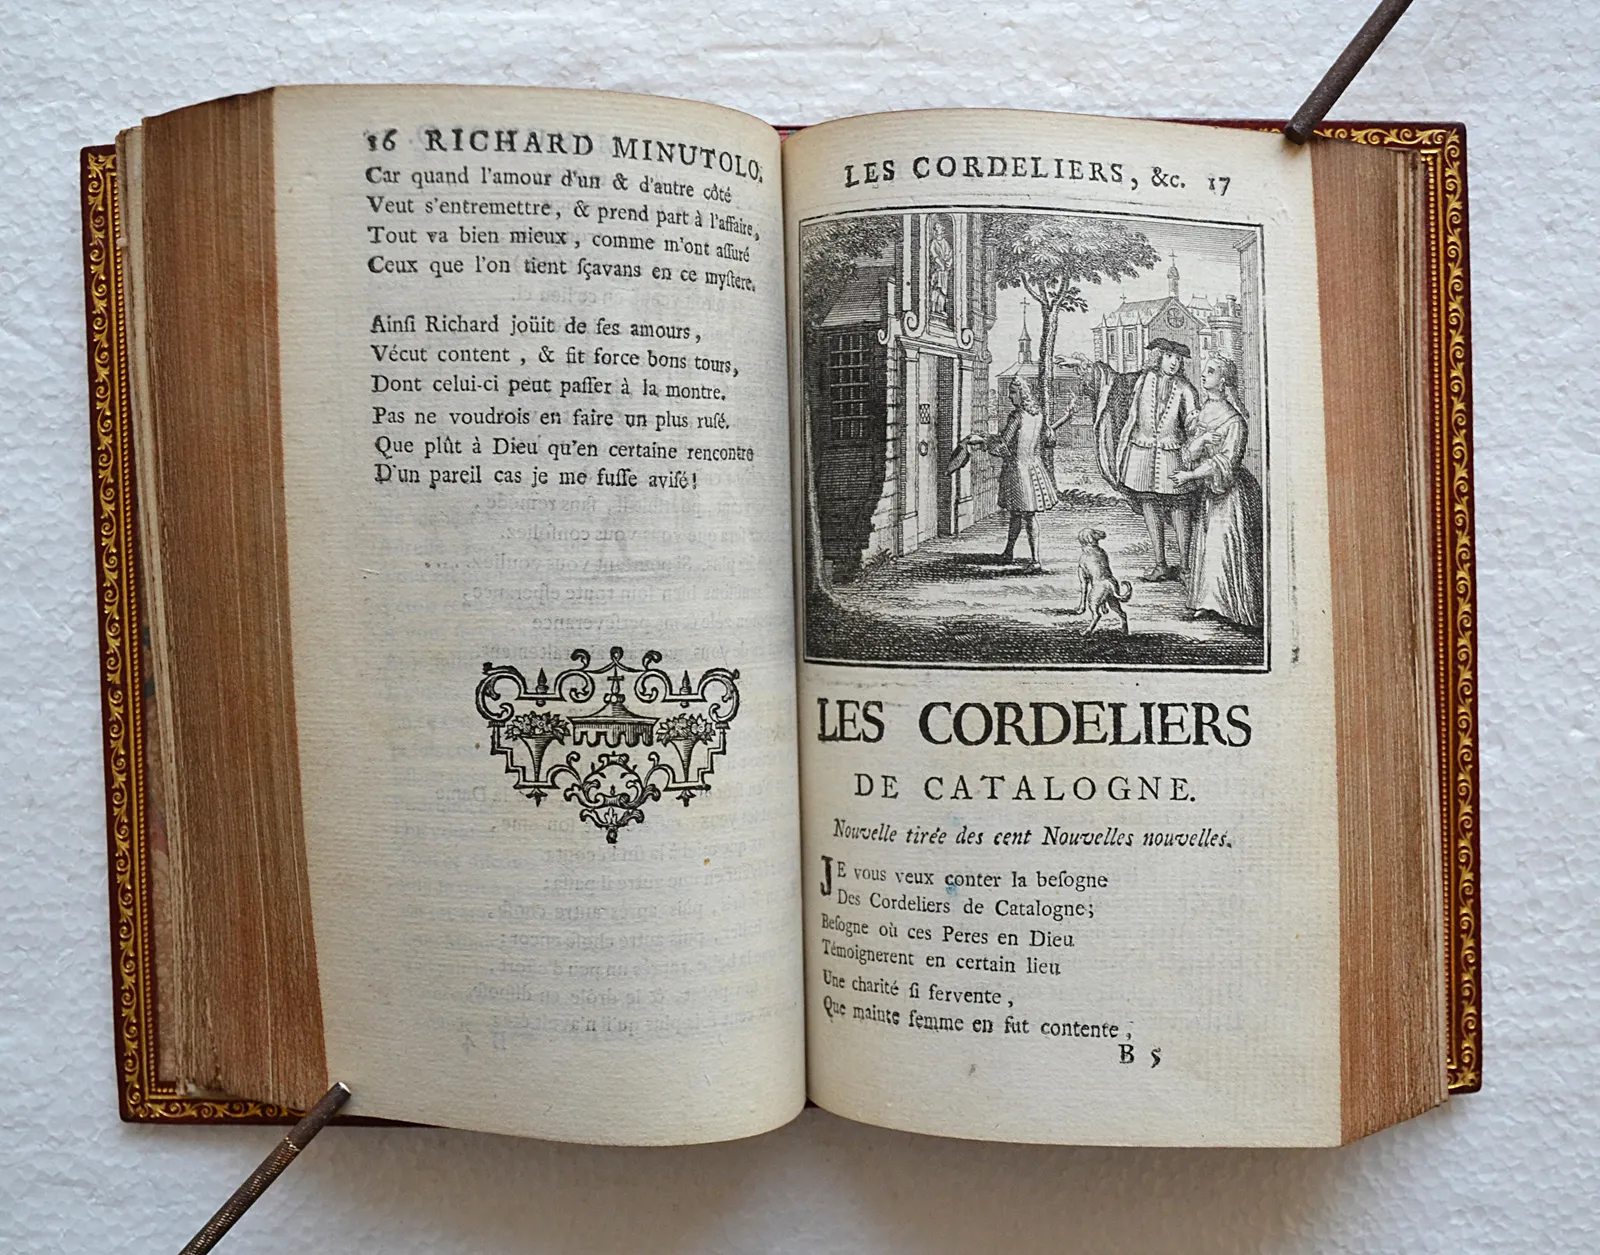 36 RICHARD MINUTOLO.
Car quand l'amour d'un & d'autre côté
Veut s'entremettre, & prend part à l'affaire,
Tout va bien mieux, comme m'ont aſſuré
Ceux que l'on tient ſçavans en ce myſtere.
Ainſi Richard joüit de ſes amours,
Vécut content, & fit force bons tours,
Dont celui-ci peut paſſer à la montre.
Pas ne voudrois en faire un plus ruſé.
Que plût à Dieu qu'en certaine rencontre
D'un pareil cas je me fuſſe aviſé!
LES CORDELIERS, &c. 37
LES CORDELIERS
DE CATALOGNE.
Nouvelle tirée des cent Nouvelles nouvelles.
JE vous veux conter la beſogne
Des Cordeliers de Catalogne;
Beſogne où ces Peres en Dieu
Témoignerent en certain lieu
Une charité ſi fervente,
Que mainte femme en fut contente,
B 5